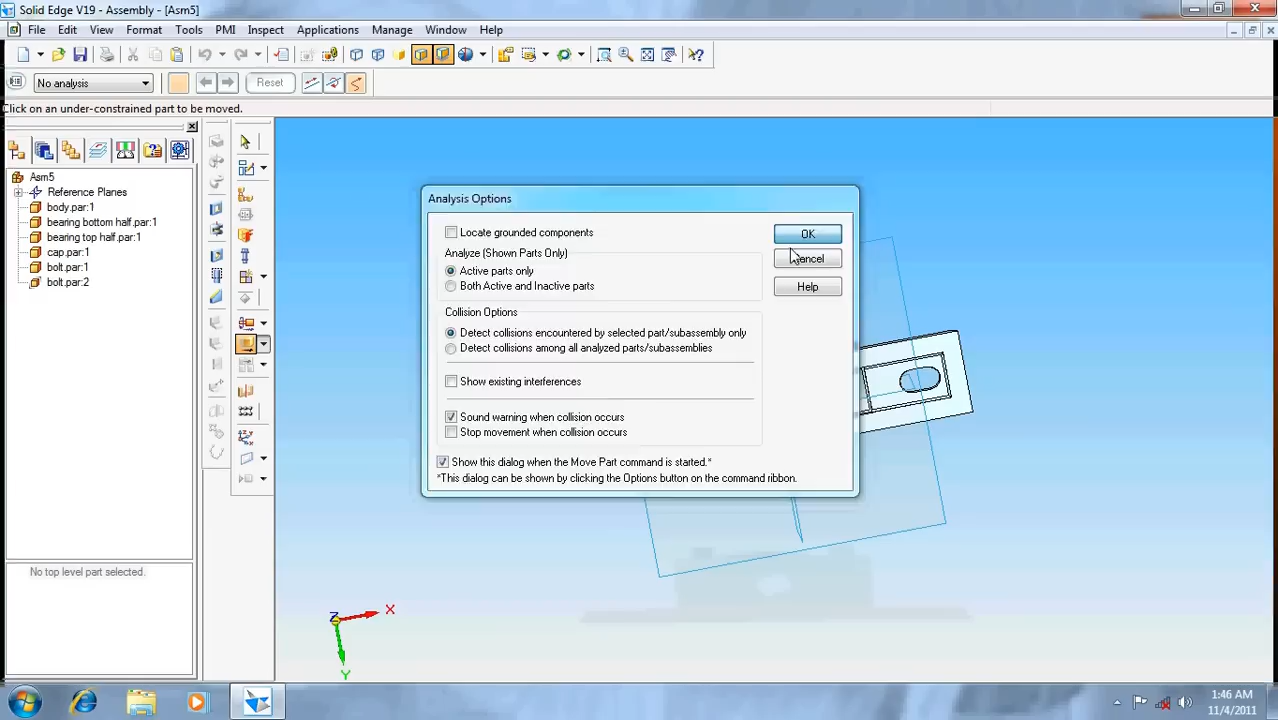 Solid Edge V19 - Assembly - [Asm5]
File Edit View Format Tools PMI Inspect Applications Manage Window Help
No analysis
Reset
Click on an under-constrained part to be moved.
Asm5
Reference Planes
body.par:1
bearing bottom half.par:1
bearing top half.par:1
cap.par:1
bolt.par:1
bolt.par:2
No top level part selected.
Analysis Options
Locate grounded components
OK
Analyze (Shown Parts Only)
Cancel
Active parts only
Both Active and Inactive parts
Help
Collision Options
Detect collisions encountered by selected part/subassembly only
Detect collisions among all analyzed parts/subassemblies
Show existing interferences
Sound warning when collision occurs
Stop movement when collision occurs
Show this dialog when the Move Part command is started.*
*This dialog can be shown by clicking the Options button on the command ribbon.
Z
X
Y
1:46 AM
11/4/2011